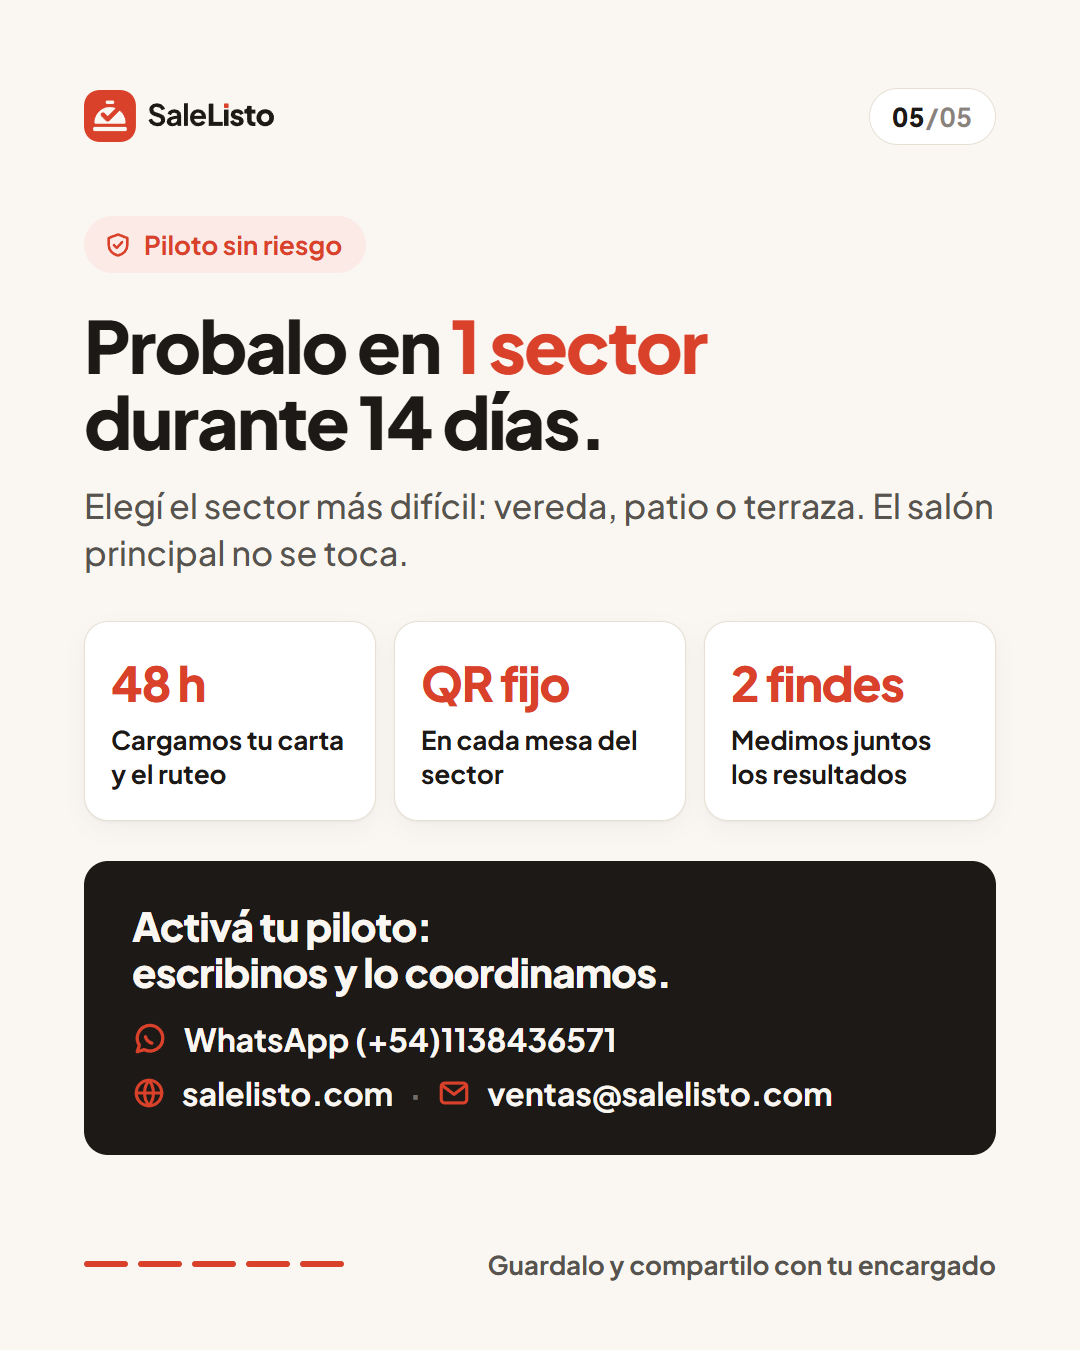 SaleListo
05/05
Piloto sin riesgo
Probalo en 1 sector
durante 14 días.
Elegí el sector más difícil: vereda, patio o terraza. El salón
principal no se toca.
48 h
Cargamos tu carta
y el ruteo
QR fijo
En cada mesa del
sector
2 findes
Medimos juntos
los resultados
Activá tu piloto:
escribinos y lo coordinamos.
WhatsApp (+54)1138436571
salelisto.com · ventas@salelisto.com
Guardalo y compartilo con tu encargado